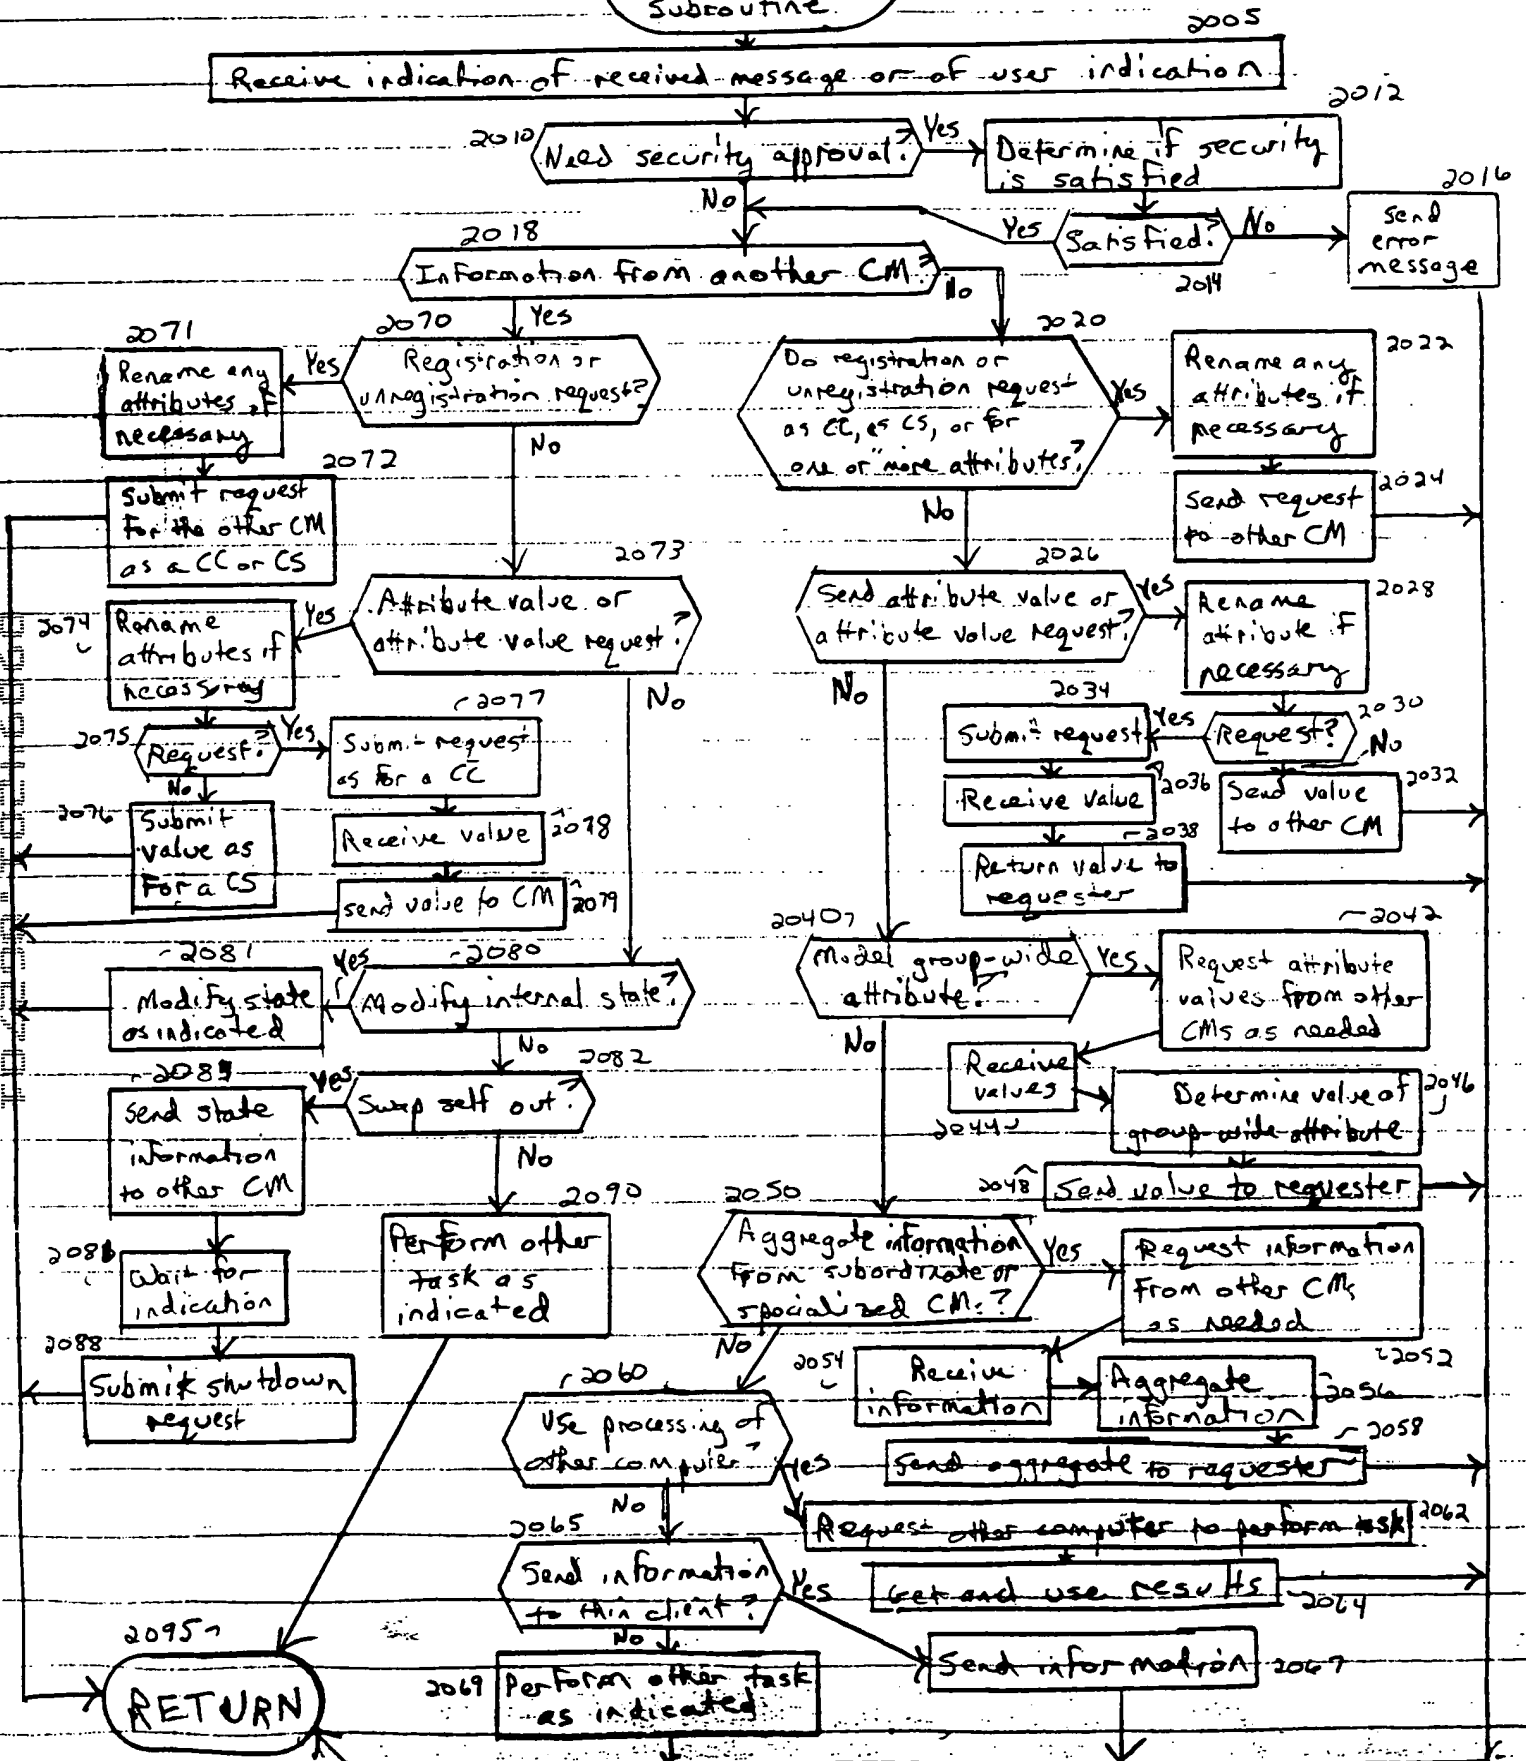 Subroutine
2005
Receive indication of received message or of user indication
2010
Need security approval?
Yes
No
2012
Determine if security
is satisfied
Satisfied?
2014
Yes
No
2016
Send
error
message
2018
Information from another CM?
Yes
No
2070
Registration or
unregistration request?
Yes
No
2071
Rename any
attributes if
necessary
2072
Submit request
for the other CM
as a CC or CS
2073
Attribute value or
attribute value request?
Yes
No
2074
Rename
attributes if
necessray
2075
Request?
Yes
No
2076
Submit
value as
for a CS
2077
Submit request
as for a CC
Receive value
2078
send value to CM
2079
2080
Modify internal state?
Yes
No
2081
Modify state
as indicated
2082
Swap self out?
Yes
No
Send state
information
to other CM
Wait for
indication
2088
Submit shutdown
request
2090
Perform other
task as
indicated
2020
Do registration or
unregistration request
as CC, as CS, or for
one or more attributes?
Yes
No
2022
Rename any
attributes if
necessary
2024
Send request
to other CM
2026
Send attribute value or
attribute value request?
Yes
No
2028
Rename
attribute if
necessary
2030
Request?
Yes
No
2032
Send value
to other CM
2034
Submit request
2036
Receive value
2038
Return value to
requester
2040
Model group-wide
attribute?
Yes
No
2042
Request attribute
values from other
CMs as needed
Receive
values
2044
Determine value of
group-wide attribute
2046
2048
Send value to requester
2050
Aggregate information
from subordinate or
specialized CMs?
Yes
No
Request information
from other CMs
as needed
2052
2054
Receive
information
Aggregate
information
2056
2058
Send aggregate to requester
2060
Use processing of
other computer?
Yes
No
Request other computer to perform task
2062
Get and use results
2064
2065
Send information
to thin client?
Yes
No
Send information
2067
2069
Perform other task
as indicated
2095
RETURN